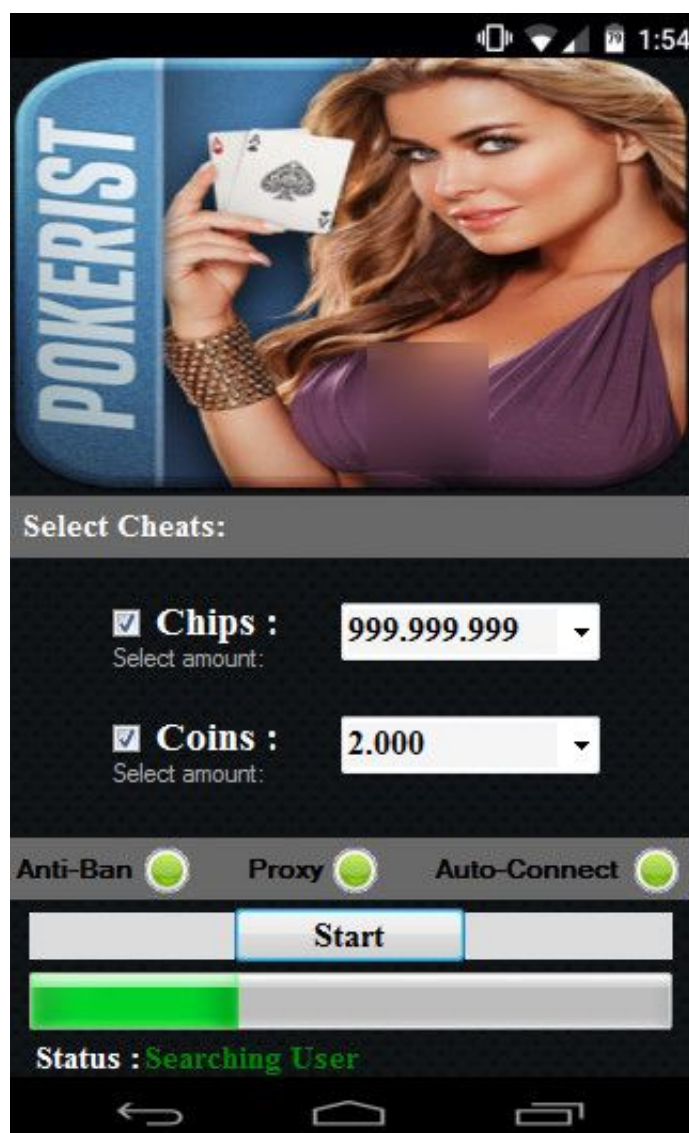 79 1:54
POKERIST
Select Cheats:
Chips : 999.999.999
Select amount:
Coins : 2.000
Select amount:
Anti-Ban Proxy Auto-Connect
Start
Status : Searching User